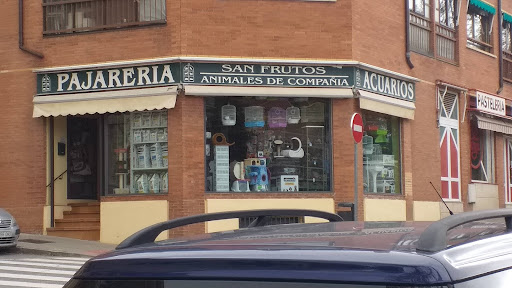 PAJARERIA
SAN FRUTOS
ANIMALES DE COMPAÑIA
ACUARIOS
PASTELERIA